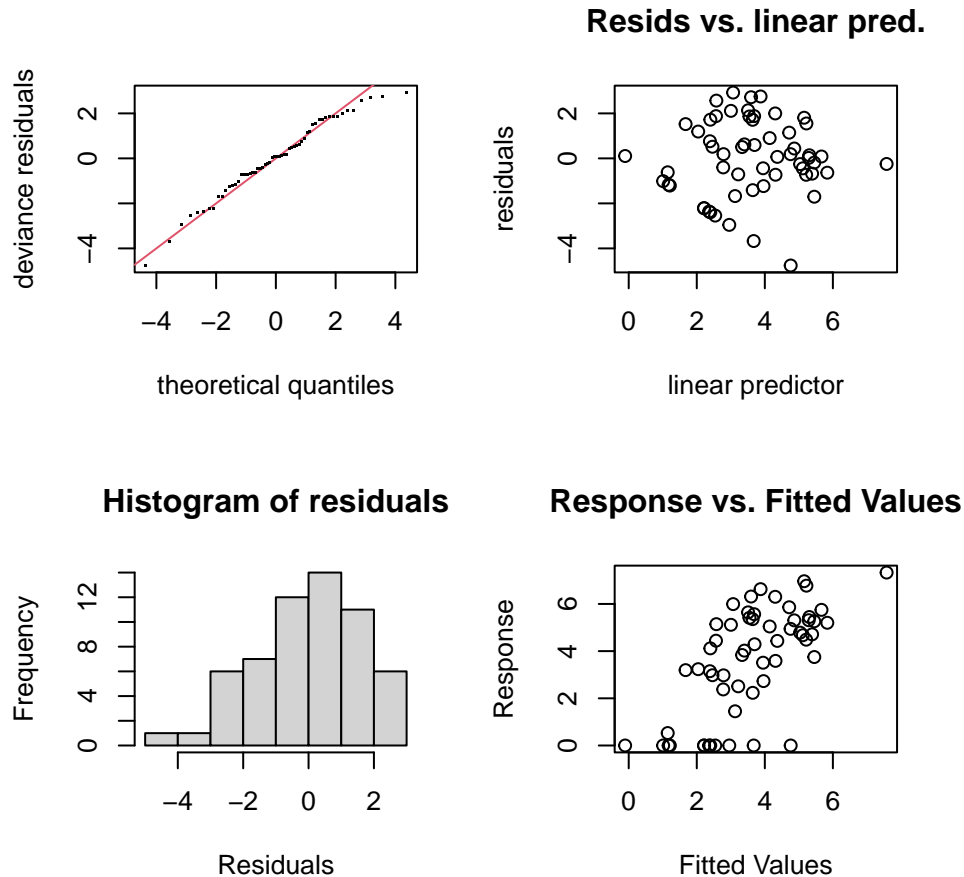 deviance residuals
2
0
−4
−4
−2
0
2
4
theoretical quantiles
Resids vs. linear pred.
residuals
2
0
−4
0
2
4
6
linear predictor
Histogram of residuals
Frequency
12
8
4
0
−4
−2
0
2
Residuals
Response vs. Fitted Values
Response
6
4
2
0
0
2
4
6
Fitted Values